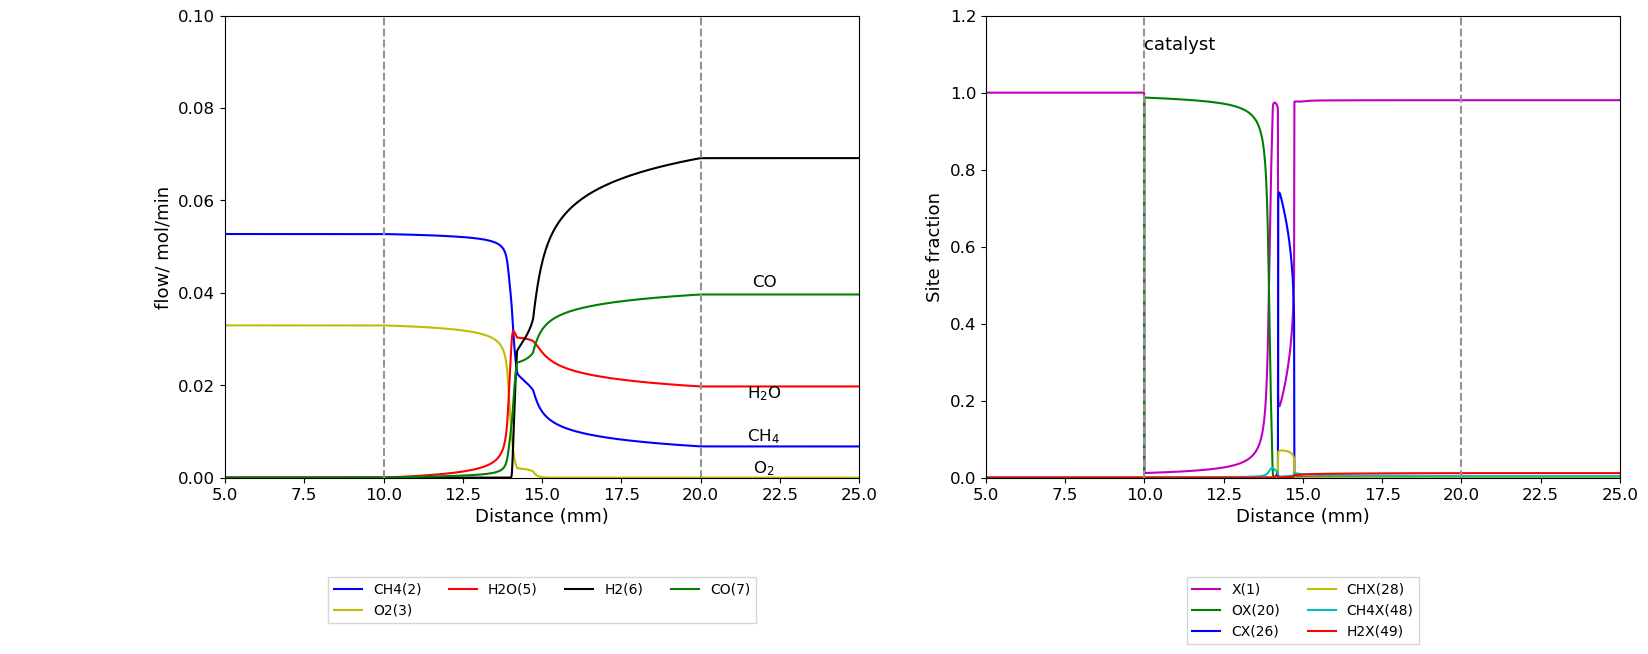 0.10
0.08
0.06
0.04
0.02
0.00
flow/ mol/min
CO
H₂O
CH₄
O₂
5.0 7.5 10.0 12.5 15.0 17.5 20.0 22.5 25.0
Distance (mm)
CH4(2) H2O(5) H2(6) CO(7)
O2(3)
1.2
1.0
0.8
0.6
0.4
0.2
0.0
Site fraction
catalyst
5.0 7.5 10.0 12.5 15.0 17.5 20.0 22.5 25.0
Distance (mm)
X(1) CHX(28)
OX(20) CH4X(48)
CX(26) H2X(49)